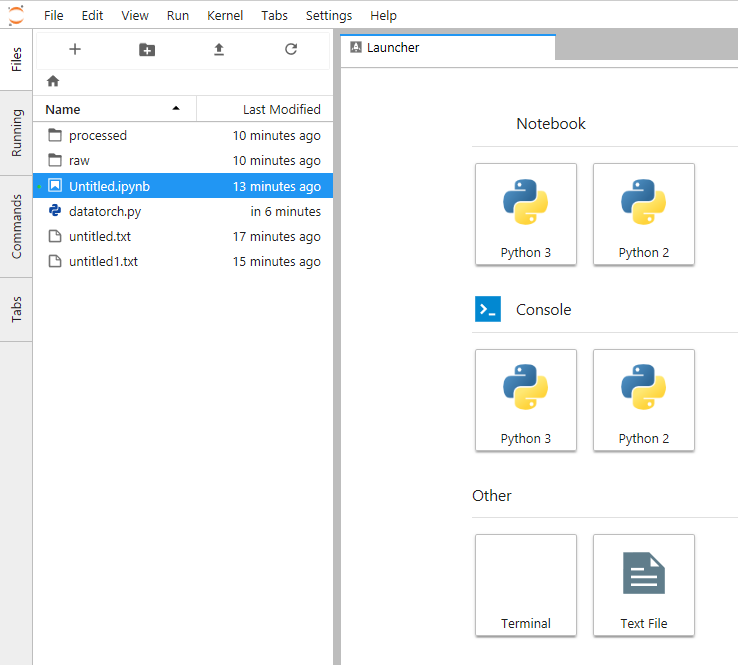 File Edit View Run Kernel Tabs Settings Help
Files
Running
Commands
Tabs
Name Last Modified
processed 10 minutes ago
raw 10 minutes ago
Untitled.ipynb 13 minutes ago
datatorch.py in 6 minutes
untitled.txt 17 minutes ago
untitled1.txt 15 minutes ago
Launcher
Notebook
Python 3 Python 2
Console
Python 3 Python 2
Other
Terminal Text File